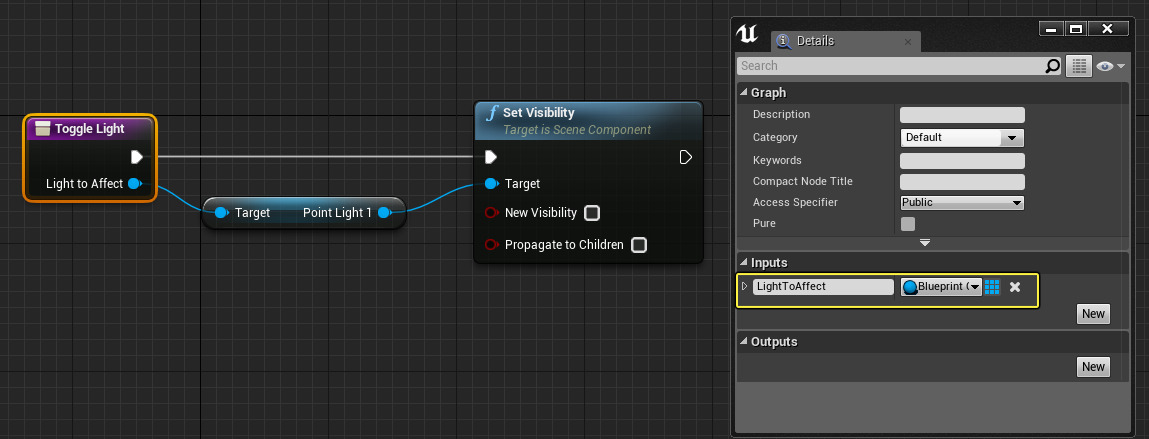 Toggle Light
Light to Affect
Target Point Light 1
f Set Visibility
Target is Scene Component
Target
New Visibility
Propagate to Children
Details
Search
Graph
Description
Category Default
Keywords
Compact Node Title
Access Specifier Public
Pure
Inputs
LightToAffect Blueprint
New
Outputs
New